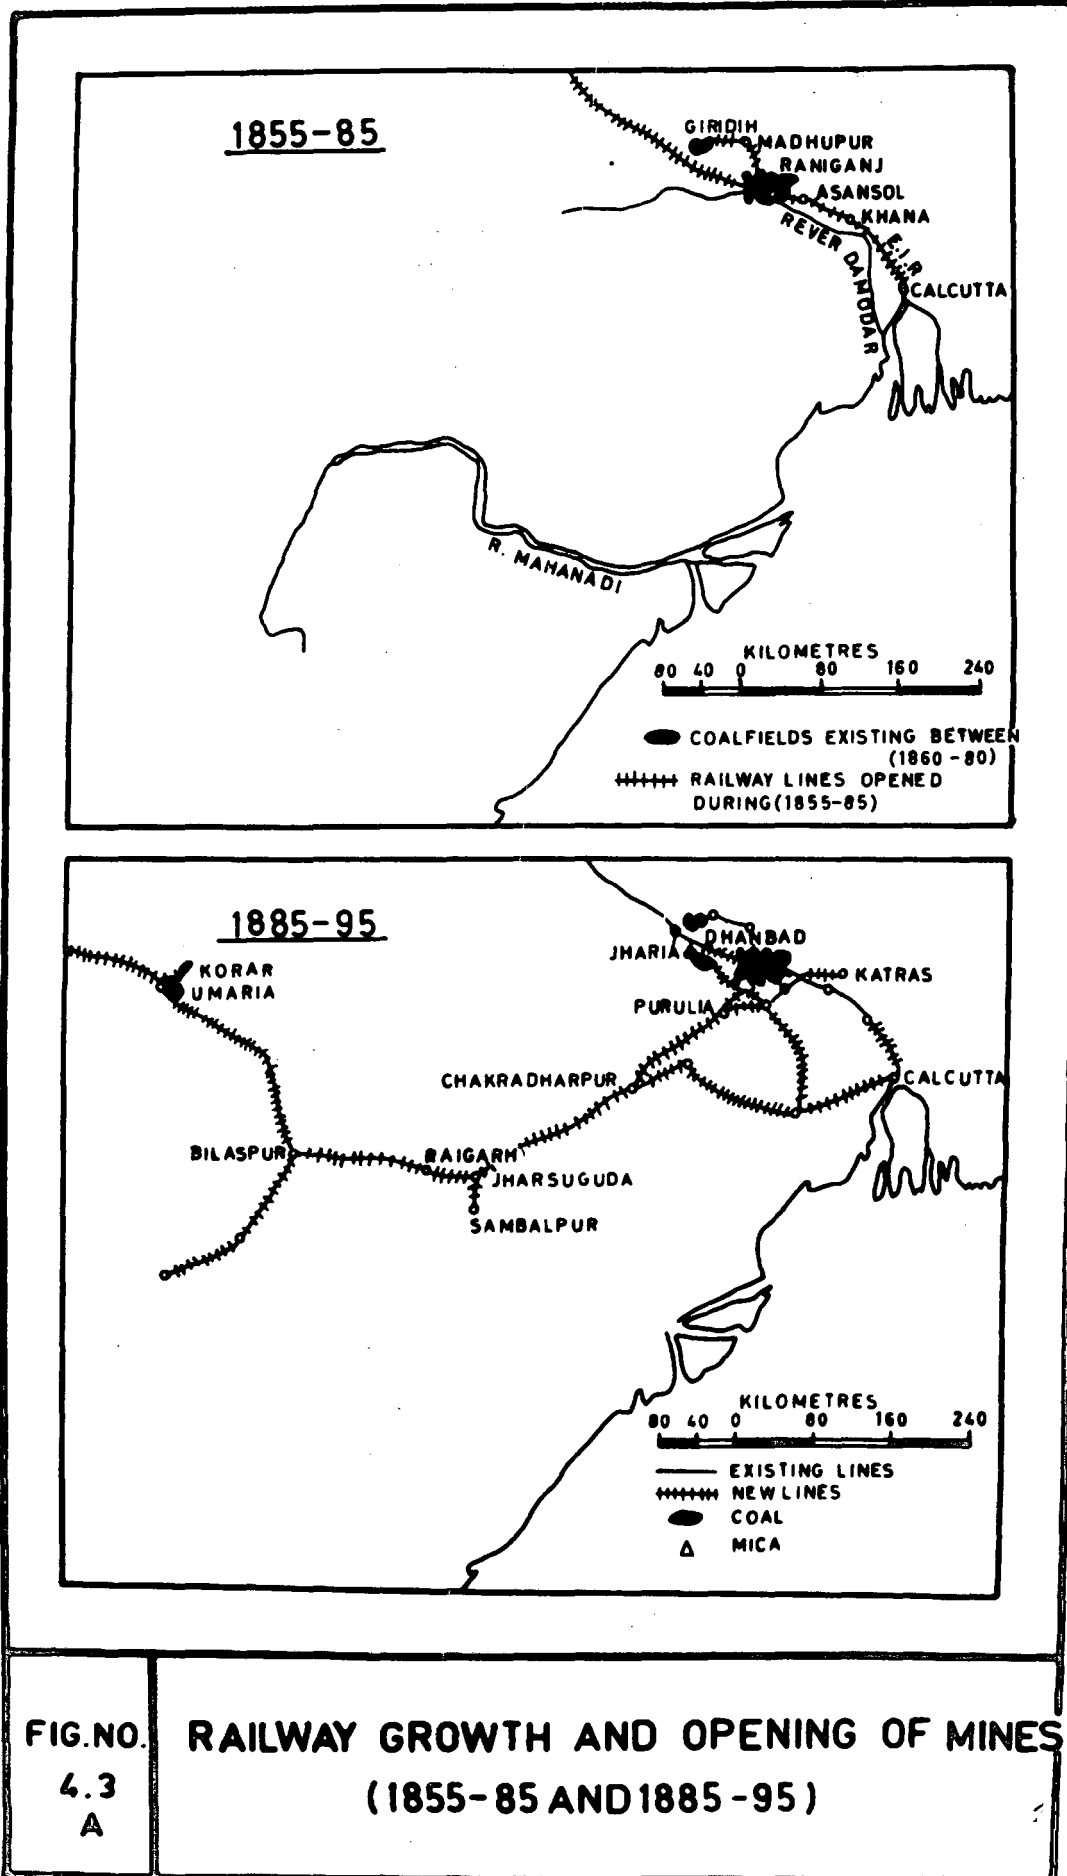 1855-85
GIRIDIH
MADHUPUR
RANIGANJ
ASANSOL
KHANA
REVER DAMODAR
E.I.R
CALCUTTA
R. MAHANADI
KILOMETRES
80 40 0 80 160 240
COALFIELDS EXISTING BETWEEN
(1860-80)
RAILWAY LINES OPENED
DURING(1855-85)
1885-95
KORAR
UMARIA
DHANBAD
JHARIA
KATRAS
PURULIA
CHAKRADHARPUR
CALCUTTA
BILASPUR
RAIGARH
JHARSUGUDA
SAMBALPUR
KILOMETRES
80 40 0 80 160 240
EXISTING LINES
NEW LINES
COAL
MICA
FIG.NO.
4.3
A
RAILWAY GROWTH AND OPENING OF MINES
(1855-85 AND 1885-95)